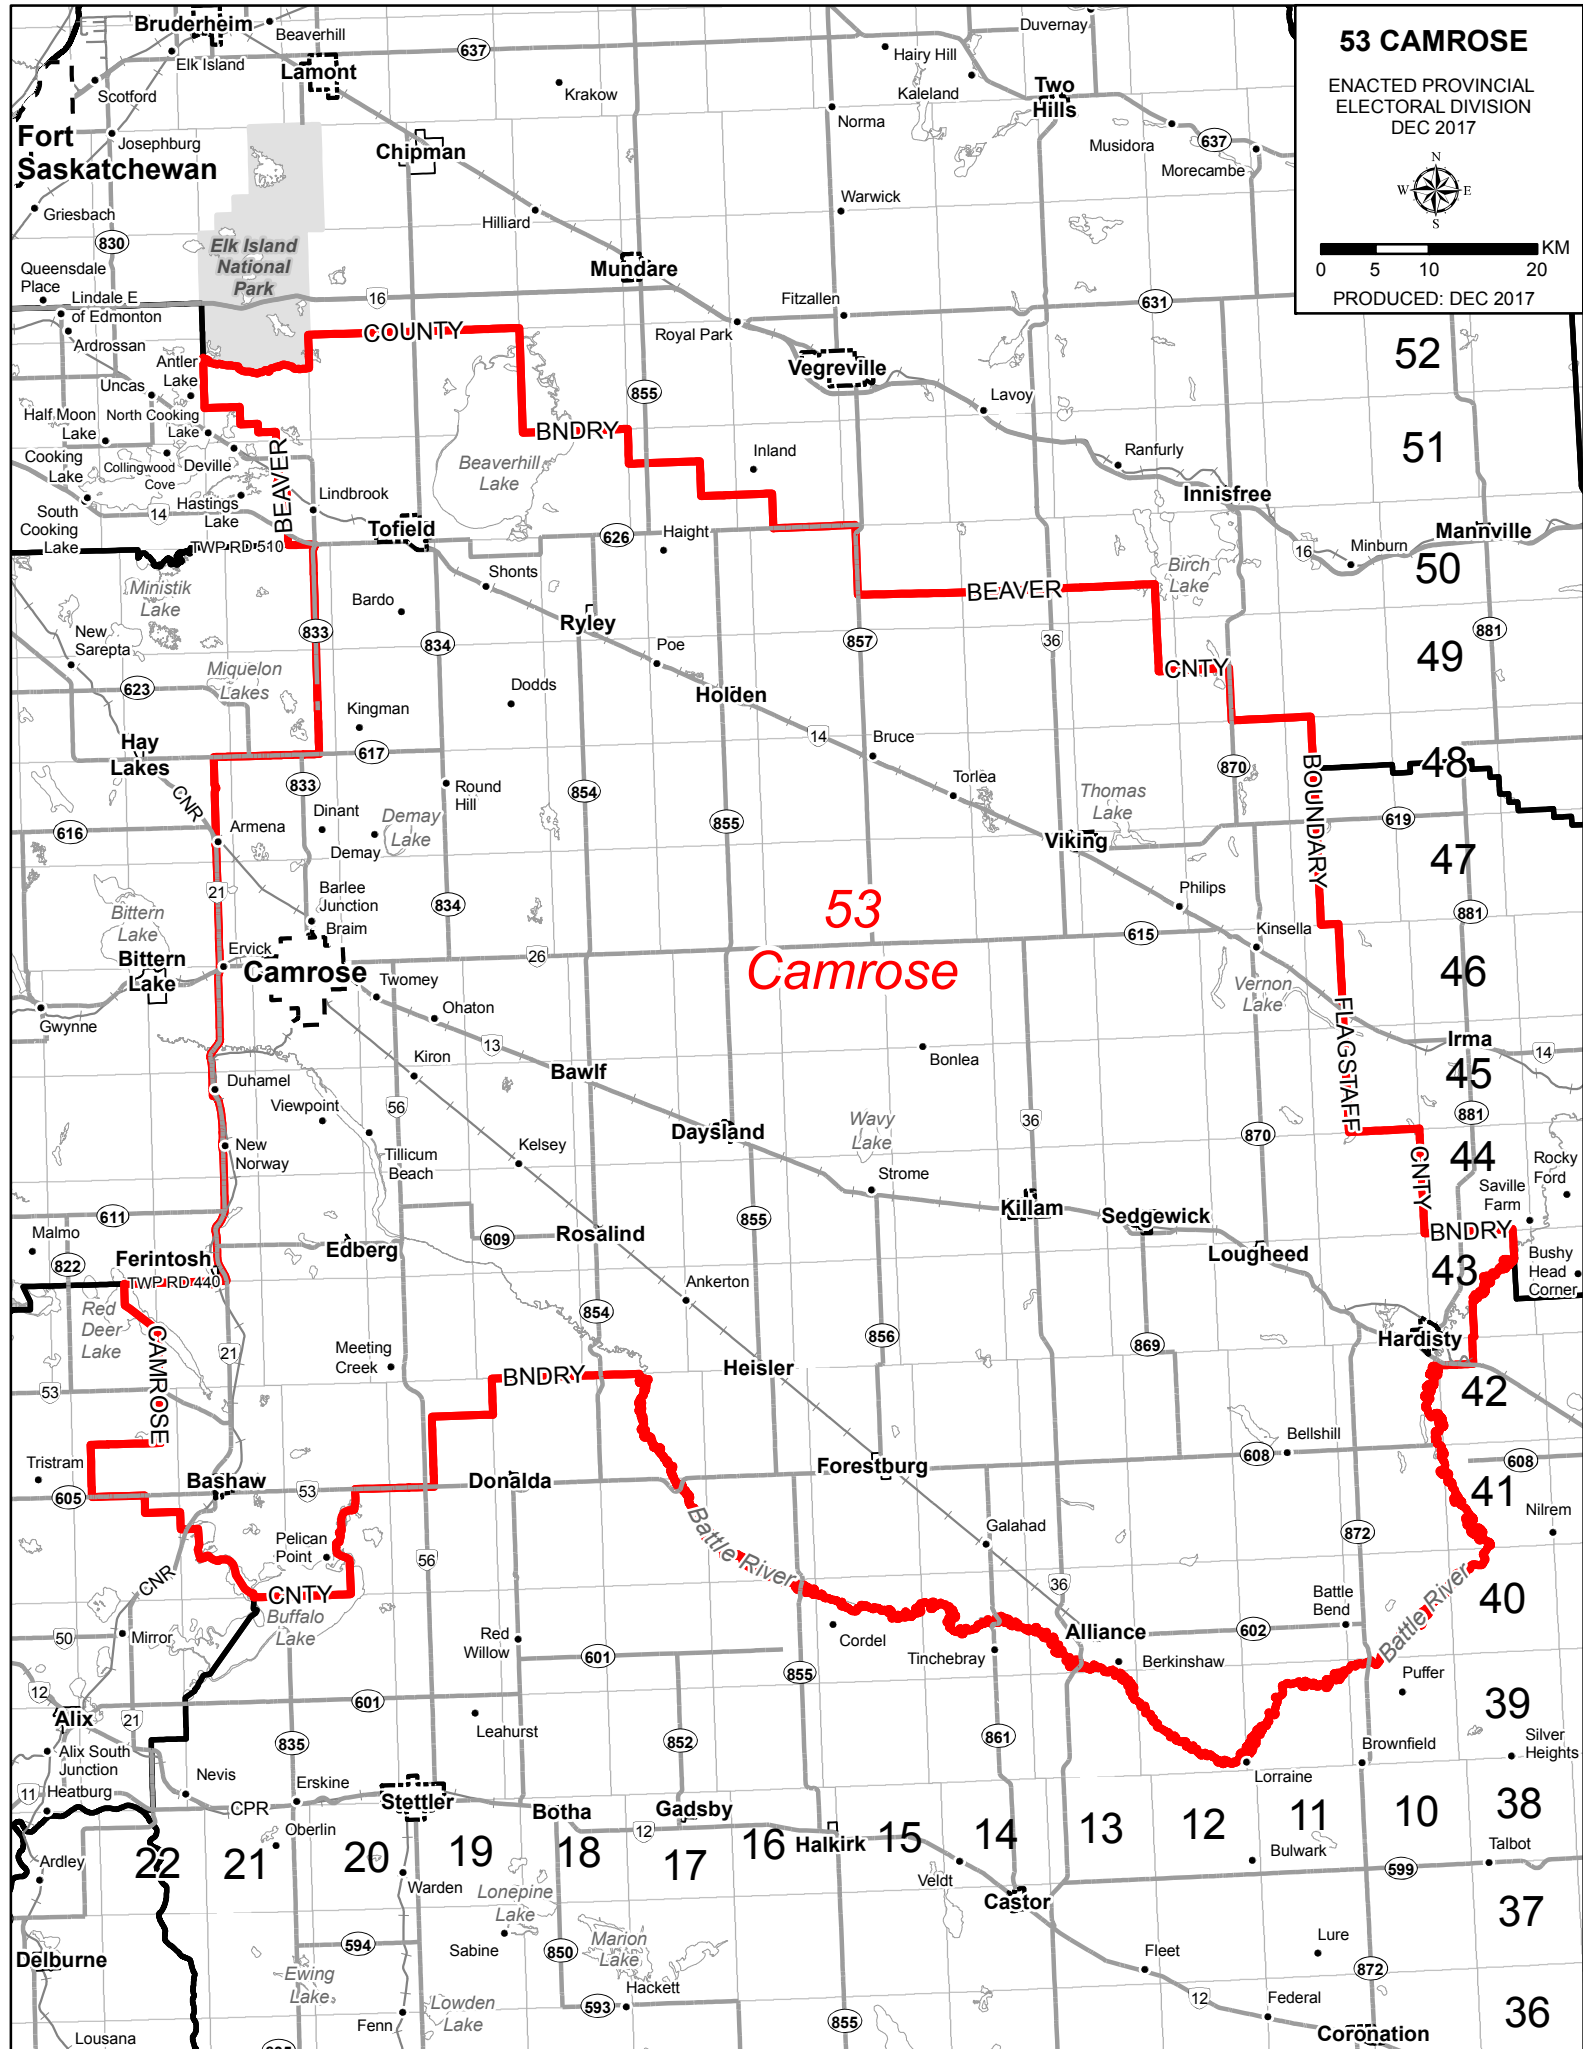 53 CAMROSE
ENACTED PROVINCIAL
ELECTORAL DIVISION
DEC 2017
N
W
E
S
KM
0
5
10
20
PRODUCED: DEC 2017
Bruderheim
Beaverhill
Elk Island
Lamont
637
Krakow
Hairy Hill
Duvernay
Kaleland
Two
Hills
Norma
Musidora
637
Morecambe
Scotford
Fort
Saskatchewan
Josephburg
Chipman
Griesbach
830
Hilliard
Warwick
Elk Island
National
Park
Mundare
Queensdale
Place
Lindale E
of Edmonton
16
Fitzallen
631
Ardrossan
COUNTY
Royal Park
Antler
Lake
Uncas
855
Vegreville
52
Lavoy
Half Moon
Lake
North Cooking
Lake
BNDRY
BEAVER
Beaverhill
Lake
Inland
Ranfurly
51
Cooking
Lake
Collingwood
Cove
Deville
Hastings
Lake
Lindbrook
Innisfree
South
Cooking
Lake
14
TWP RD 510
Tofield
626
Haight
Mannville
16
Minburn
50
Ministik
Lake
Shonts
Birch
Lake
BEAVER
Bardo
Ryley
833
834
857
36
881
New
Sarepta
Poe
49
Miquelon
Lakes
623
Dodds
Holden
CNTY
Kingman
14
Hay
Lakes
617
Bruce
833
Round
Hill
854
Torlea
870
48
BOUNDARY
CNR
Thomas
Lake
616
Armena
Dinant
Demay
Lake
Demay
855
Viking
619
47
21
Barlee
Junction
Braim
834
53
Camrose
Philips
881
Bittern
Lake
615
Kinsella
Ervick
26
Bittern
Lake
Camrose
Twomey
46
Vernon
Lake
Gwynne
Ohaton
FLAGSTAFF
13
Irma
14
Kiron
Bonlea
Bawlf
45
Duhamel
Viewpoint
56
881
Daysland
Wavy
Lake
36
870
New
Norway
Kelsey
Tillicum
Beach
44
Rocky
Ford
CNTY
Strome
Saville
Farm
611
Killam
Sedgewick
855
Malmo
609
Rosalind
BNDRY
Ferintosh
Edberg
Lougheed
822
TWP RD 440
43
Bushy
Head
Corner
Red
Deer
Lake
Ankerton
854
856
CAMROSE
21
869
Hardisty
Meeting
Creek
BNDRY
Heisler
53
42
Bellshill
608
608
Tristram
Forestburg
605
Bashaw
53
Donalda
41
Nilrem
Battle River
Galahad
872
Pelican
Point
56
CNR
36
CNTY
Battle
Bend
Battle River
40
Buffalo
Lake
50
Mirror
Red
Willow
Cordel
Alliance
602
601
Tinchebray
Berkinshaw
855
Puffer
12
601
39
Alix
21
Leahurst
Silver
Heights
Alix South
Junction
835
852
861
Brownfield
Nevis
Erskine
Lorraine
11
Heatburg
CPR
Stettler
Botha
Gadsby
38
12
Halkirk
22
21
20
19
18
17
16
15
14
13
12
11
10
Oberlin
Bulwark
Talbot
Ardley
Warden
Veldt
599
Lonepine
Lake
Castor
37
Sabine
Marion
Lake
Delburne
594
850
Lure
Fleet
872
Ewing
Lake
Hackett
593
Lowden
Lake
12
Federal
36
Fenn
855
Coronation
Lousana